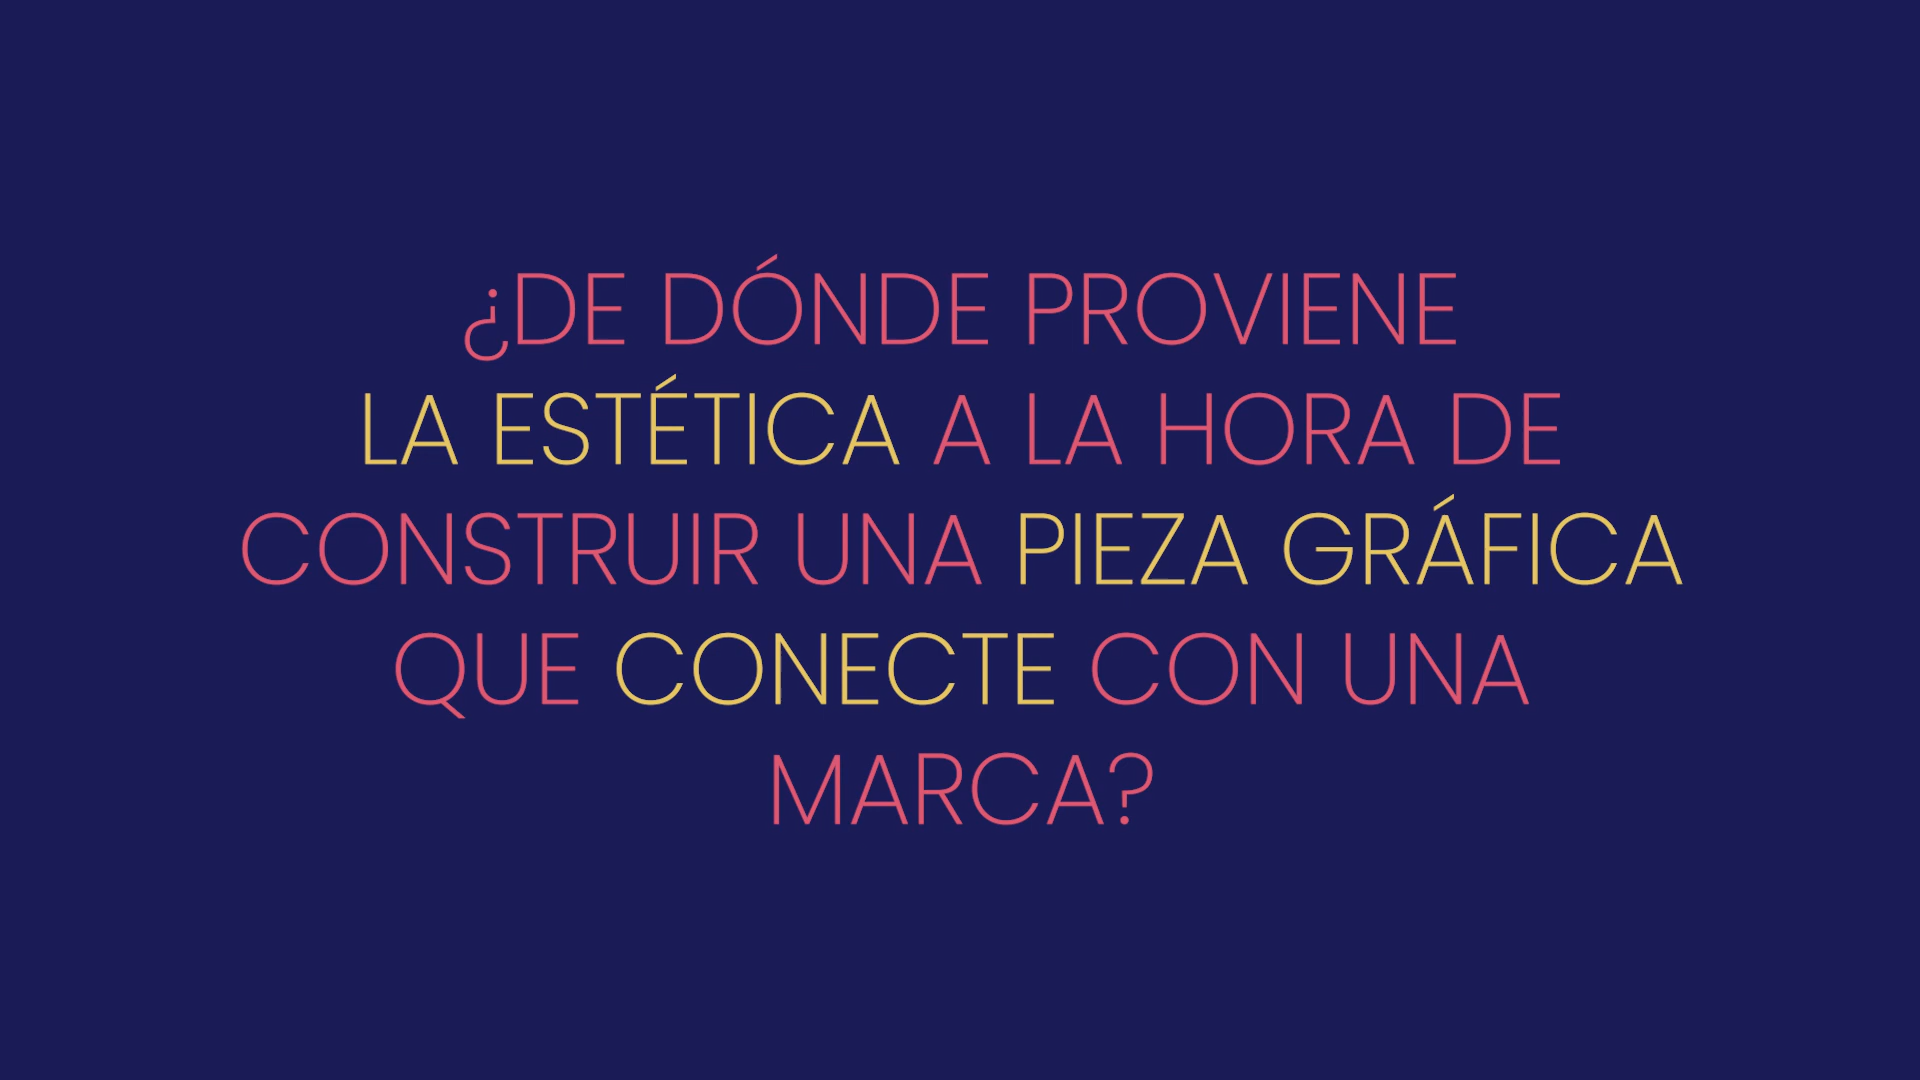 ¿DE DÓNDE PROVIENE
LA ESTÉTICA A LA HORA DE
CONSTRUIR UNA PIEZA GRÁFICA
QUE CONECTE CON UNA
MARCA?